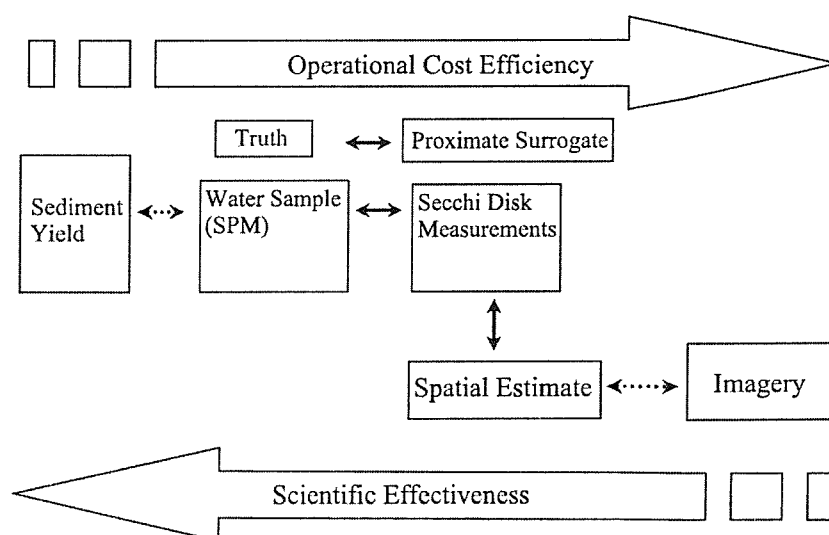 Operational Cost Efficiency
Truth
Proximate Surrogate
Sediment
Yield
Water Sample
(SPM)
Secchi Disk
Measurements
Spatial Estimate
Imagery
Scientific Effectiveness